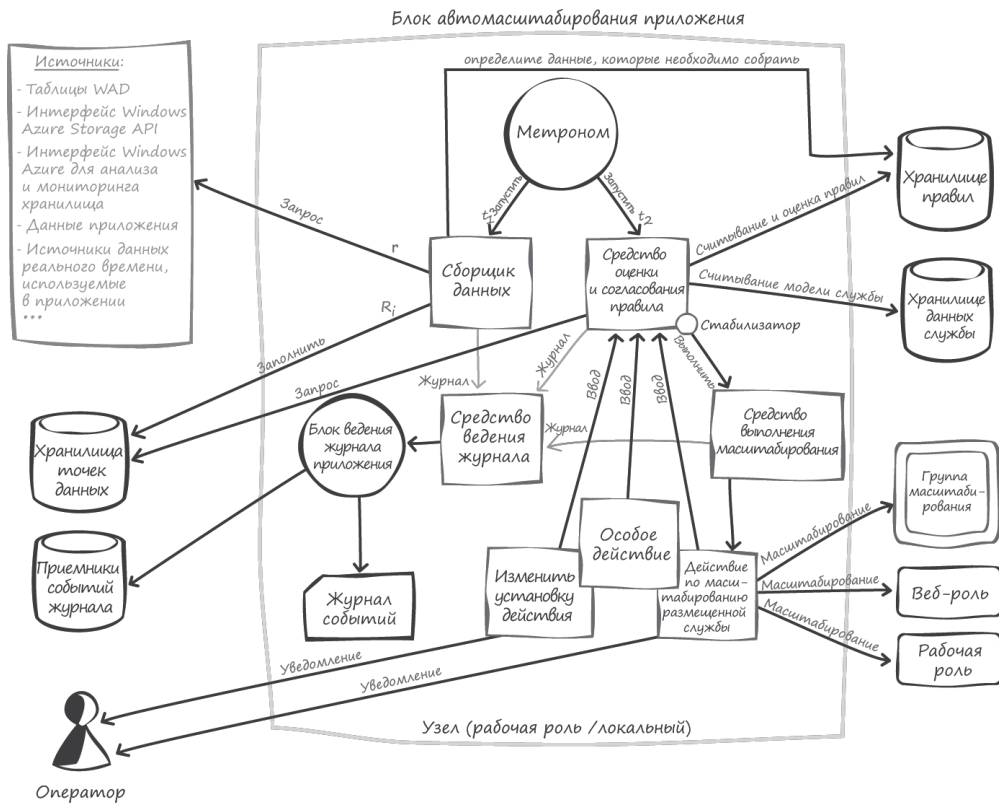 Блок автомасштабирования приложения
Источники:
- Таблицы WAD
- Интерфейс Windows
Azure Storage API
- Интерфейс Windows
Azure для анализа
и мониторинга
хранилища
- Данные приложения
- Источники данных
реального времени,
используемые
в приложении
...
определите данные, которые необходимо собрать
Метроном
Запустить
t1
Запустить t2
Хранилище
правил
Запрос
r
Сборщик
данных
Средство
оценки
и согласования
правила
Считывание и оценка правил
Считывание модели службы
Хранилище
данных
службы
Ri
Стабилизатор
Заполнить
Запрос
Журнал
Журнал
Ввод
Ввод
Ввод
Выполнить
Хранилища
точек
данных
Блок ведения
журнала
приложения
Средство
ведения
журнала
Журнал
Средство
выполнения
масштабирования
Группа
масштаби-
рования
Приемники
событий
журнала
Журнал
событий
Изменить
установку
действия
Особое
действие
Действие
по масш-
табированию
размещенной
службы
Масштабирование
Масштабирование
Масштабирование
Веб-роль
Рабочая
роль
Уведомление
Уведомление
Узел (рабочая роль /локальный)
Оператор